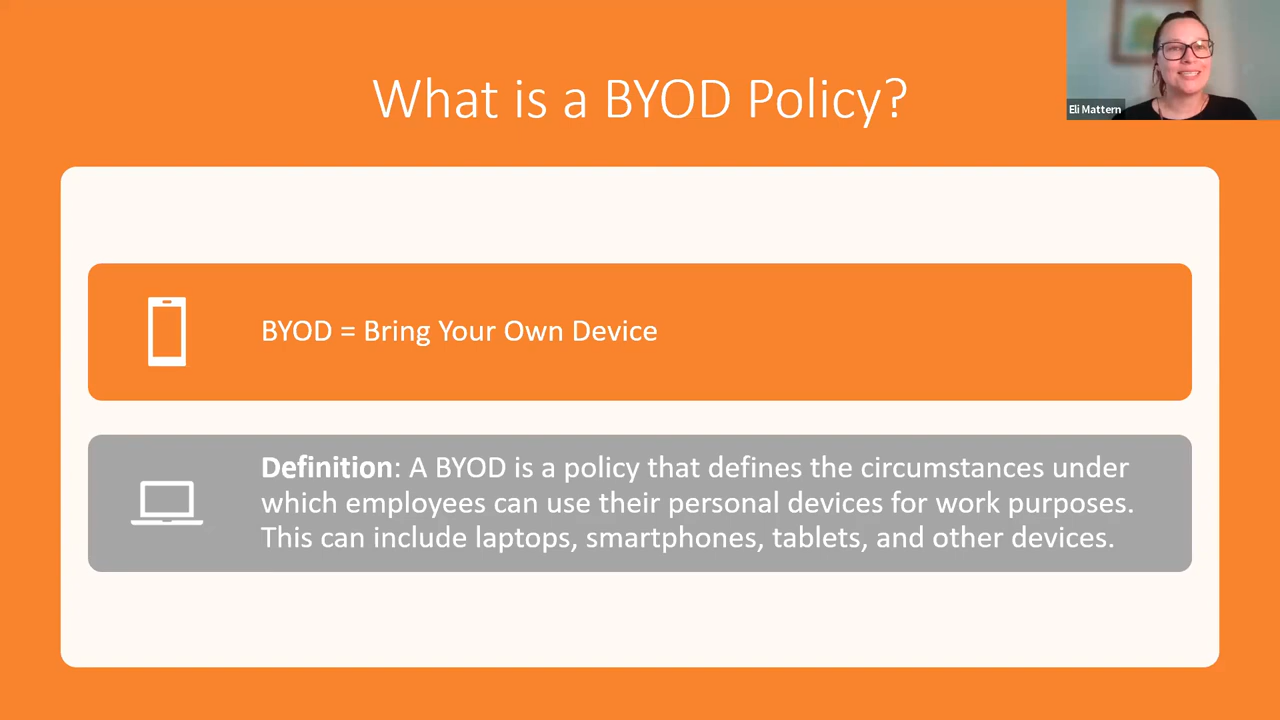 What is a BYOD Policy?
Eli Mattern
BYOD = Bring Your Own Device
Definition: A BYOD is a policy that defines the circumstances under
which employees can use their personal devices for work purposes.
This can include laptops, smartphones, tablets, and other devices.